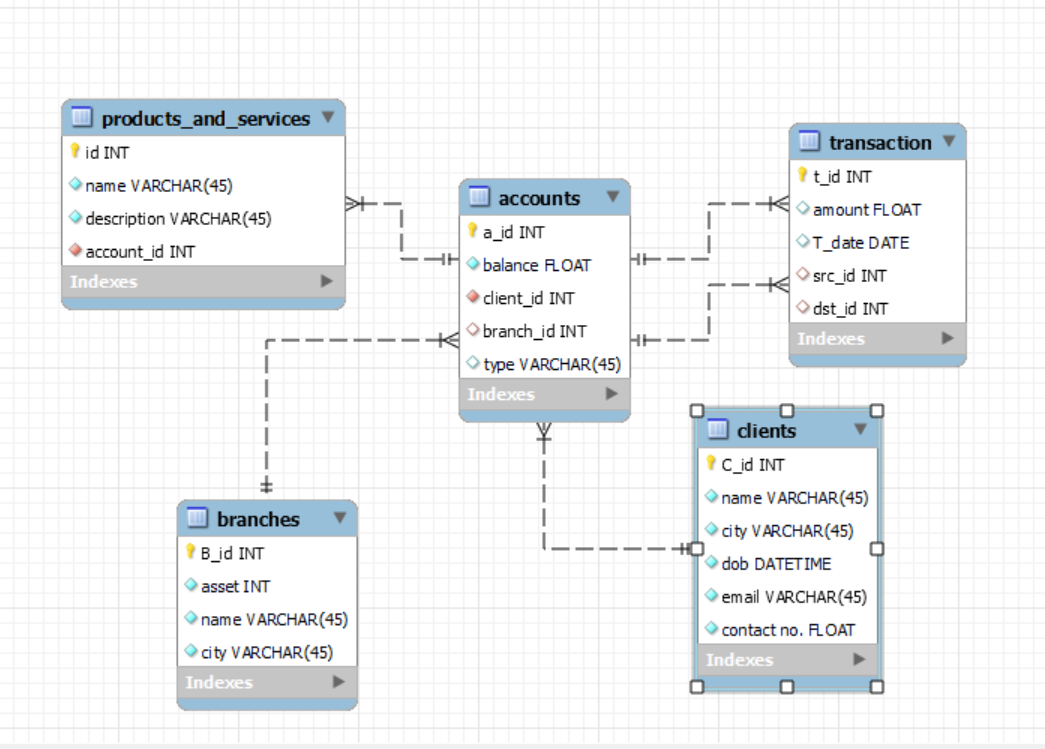 products_and_services
id INT
name VARCHAR(45)
description VARCHAR(45)
account_id INT
Indexes
accounts
a_id INT
balance FLOAT
client_id INT
branch_id INT
type VARCHAR(45)
Indexes
transaction
t_id INT
amount FLOAT
T_date DATE
src_id INT
dst_id INT
Indexes
branches
B_id INT
asset INT
name VARCHAR(45)
city VARCHAR(45)
Indexes
clients
C_id INT
name VARCHAR(45)
city VARCHAR(45)
dob DATETIME
email VARCHAR(45)
contact no. FLOAT
Indexes